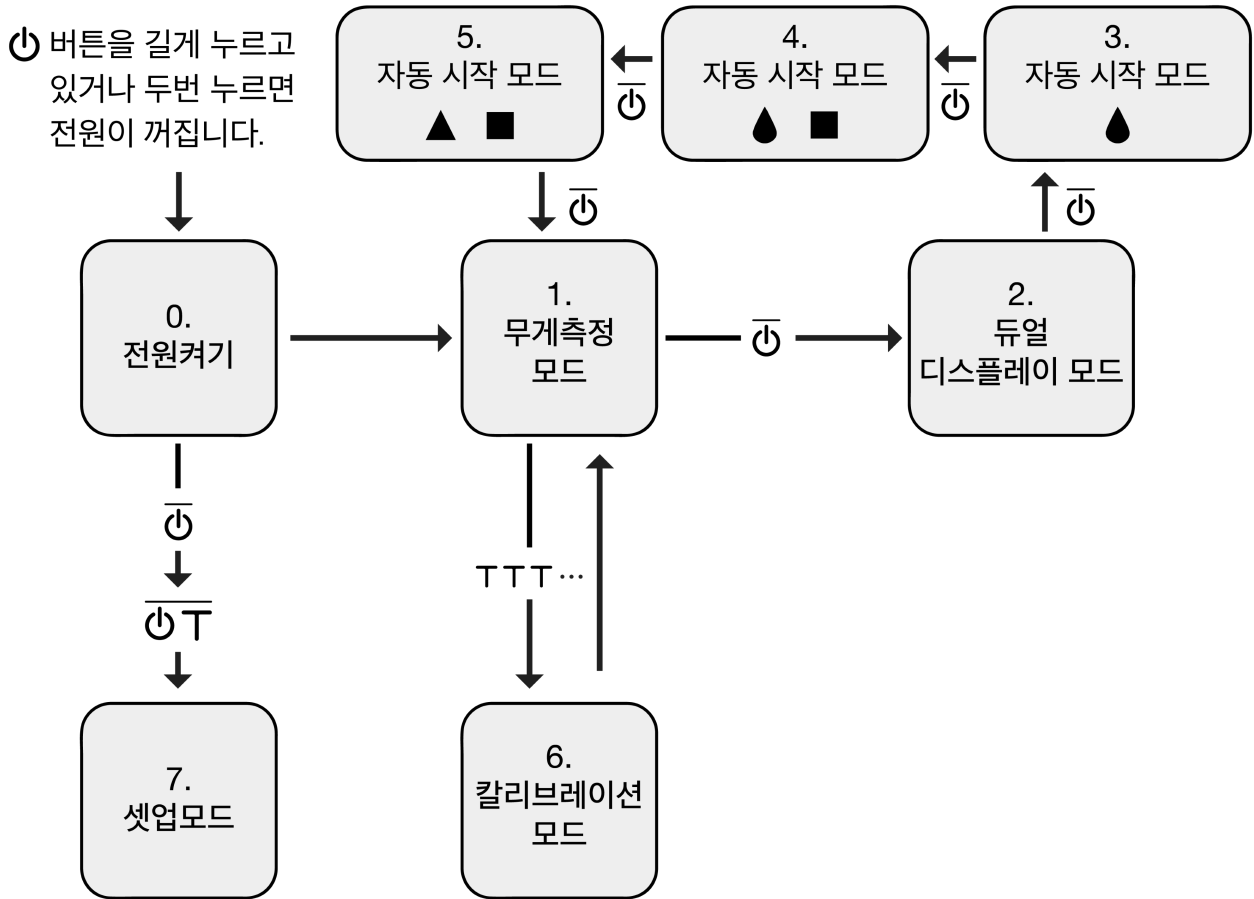 ⏻ 버튼을 길게 누르고
있거나 두번 누르면
전원이 꺼집니다.
5.
자동 시작 모드
▲ ■
4.
자동 시작 모드
💧 ■
3.
자동 시작 모드
💧
0.
전원켜기
1.
무게측정
모드
2.
듀얼
디스플레이 모드
T T T ...
T
7.
셋업모드
6.
칼리브레이션
모드